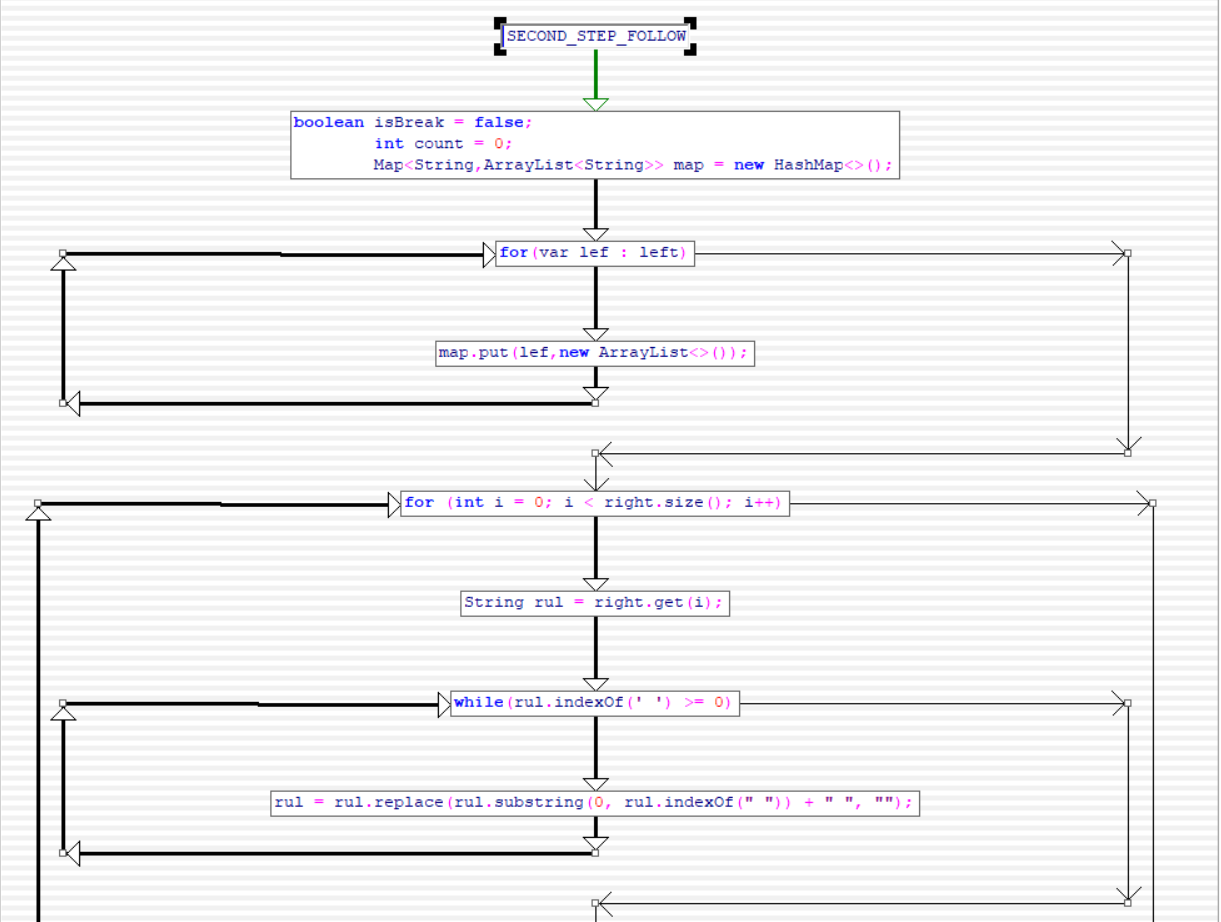 SECOND_STEP_FOLLOW
boolean isBreak = false;
int count = 0;
Map<String,ArrayList<String>> map = new HashMap<>();
for(var lef : left)
map.put(lef,new ArrayList<>());
for (int i = 0; i < right.size(); i++)
String rul = right.get(i);
while(rul.indexOf(' ') >= 0)
rul = rul.replace(rul.substring(0, rul.indexOf(" ")) + " ", "");